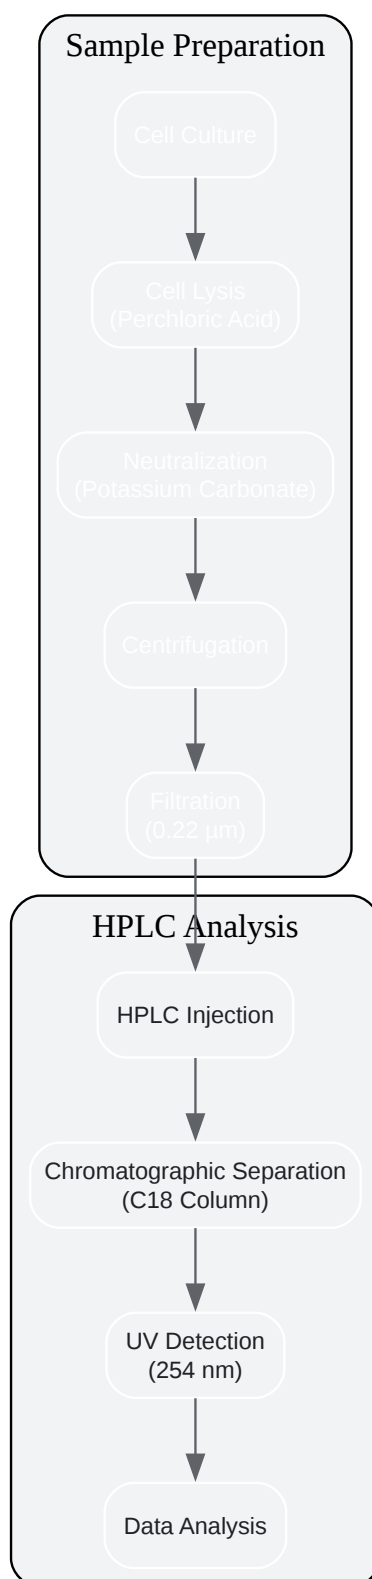 Sample Preparation
Cell Culture
Cell Lysis
(Perchloric Acid)
Neutralization
(Potassium Carbonate)
Centrifugation
Filtration
(0.22 µm)
HPLC Analysis
HPLC Injection
Chromatographic Separation
(C18 Column)
UV Detection
(254 nm)
Data Analysis